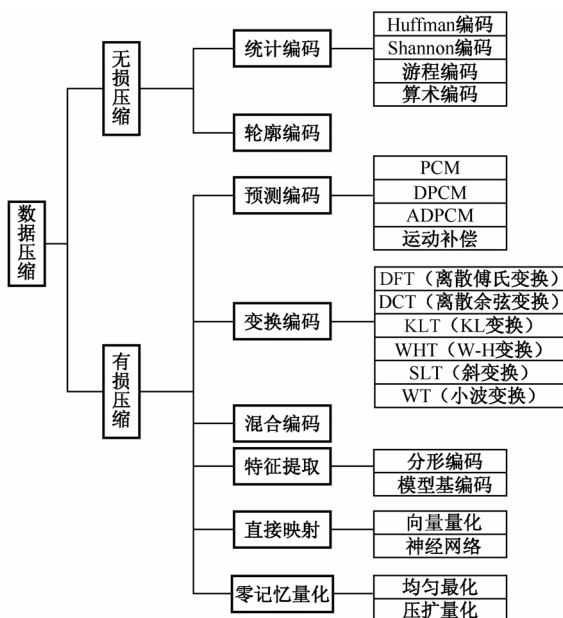 数据压缩
无损压缩
统计编码
Huffman编码
Shannon编码
游程编码
算术编码
轮廓编码
有损压缩
预测编码
PCM
DPCM
ADPCM
运动补偿
变换编码
DFT（离散傅氏变换）
DCT（离散余弦变换）
KLT（KL变换）
WHT（W-H变换）
SLT（斜变换）
WT（小波变换）
混合编码
特征提取
分形编码
模型基编码
直接映射
向量量化
神经网络
零记忆量化
均匀最化
压扩量化